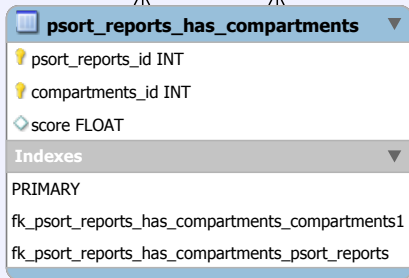 psort_reports_has_compartments
psort_reports_id INT
compartments_id INT
score FLOAT
Indexes
PRIMARY
fk_psort_reports_has_compartments_compartments1
fk_psort_reports_has_compartments_psort_reports